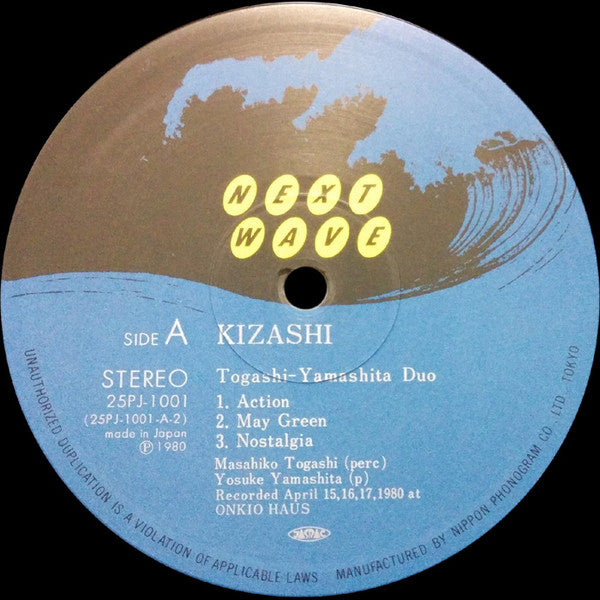 NEXT
WAVE
SIDE A
KIZASHI
STEREO
25PJ-1001
(25PJ-1001-A-2)
made in Japan
Ⓟ 1980
Togashi-Yamashita Duo
1. Action
2. May Green
3. Nostalgia
Masahiko Togashi (perc)
Yosuke Yamashita (p)
Recorded April 15,16,17,1980 at
ONKIO HAUS
JASRAC
UNAUTHORIZED DUPLICATION IS A VIOLATION OF APPLICABLE LAWS MANUFACTURED BY NIPPON PHONOGRAM CO. LTD. TOKYO